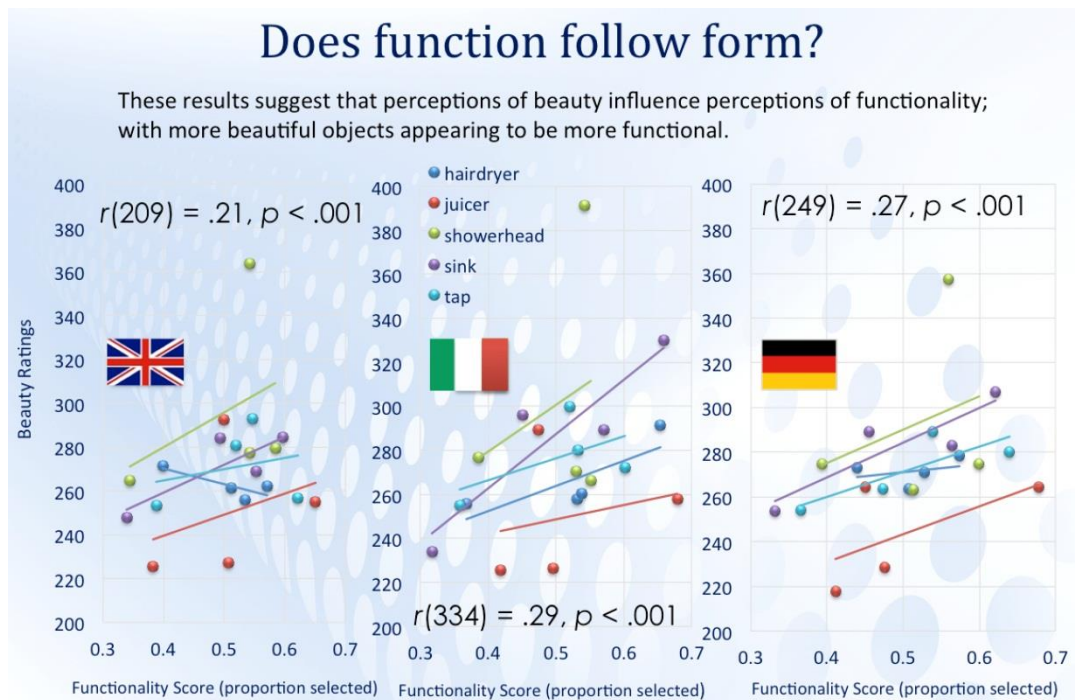 Does function follow form?
These results suggest that perceptions of beauty influence perceptions of functionality;
with more beautiful objects appearing to be more functional.
hairdryer
juicer
showerhead
sink
tap
Beauty Ratings
r(209) = .21, p < .001
400
380
360
340
320
300
280
260
240
220
200
0.3 0.4 0.5 0.6 0.7
Functionality Score (proportion selected)
400
380
360
340
320
300
280
260
240
220
200
r(334) = .29, p < .001
0.3 0.4 0.5 0.6 0.7
Functionality Score (proportion selected)
r(249) = .27, p < .001
400
380
360
340
320
300
280
260
240
220
200
0.3 0.4 0.5 0.6 0.7
Functionality Score (proportion selected)